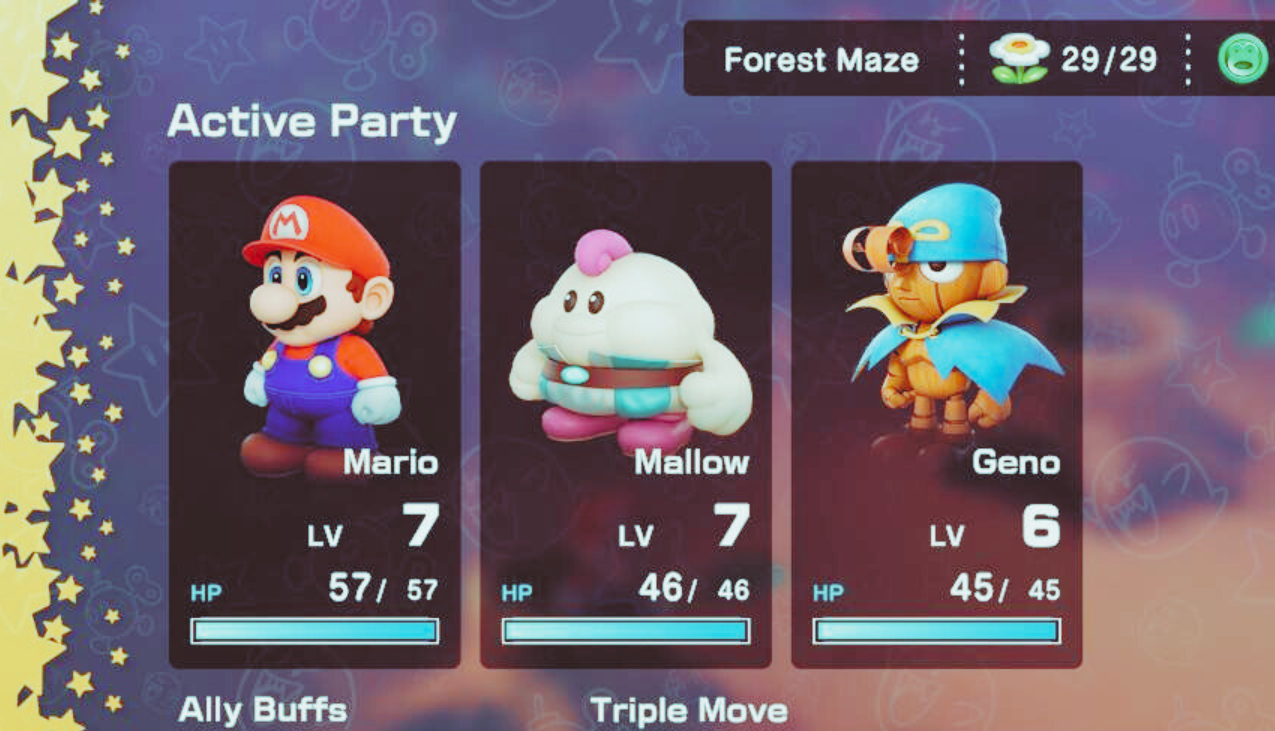 Forest Maze 29/29
Active Party
M
Mario Mallow Geno
LV 7 LV 7 LV 6
HP 57/ 57 HP 46/ 46 HP 45/ 45
Ally Buffs Triple Move